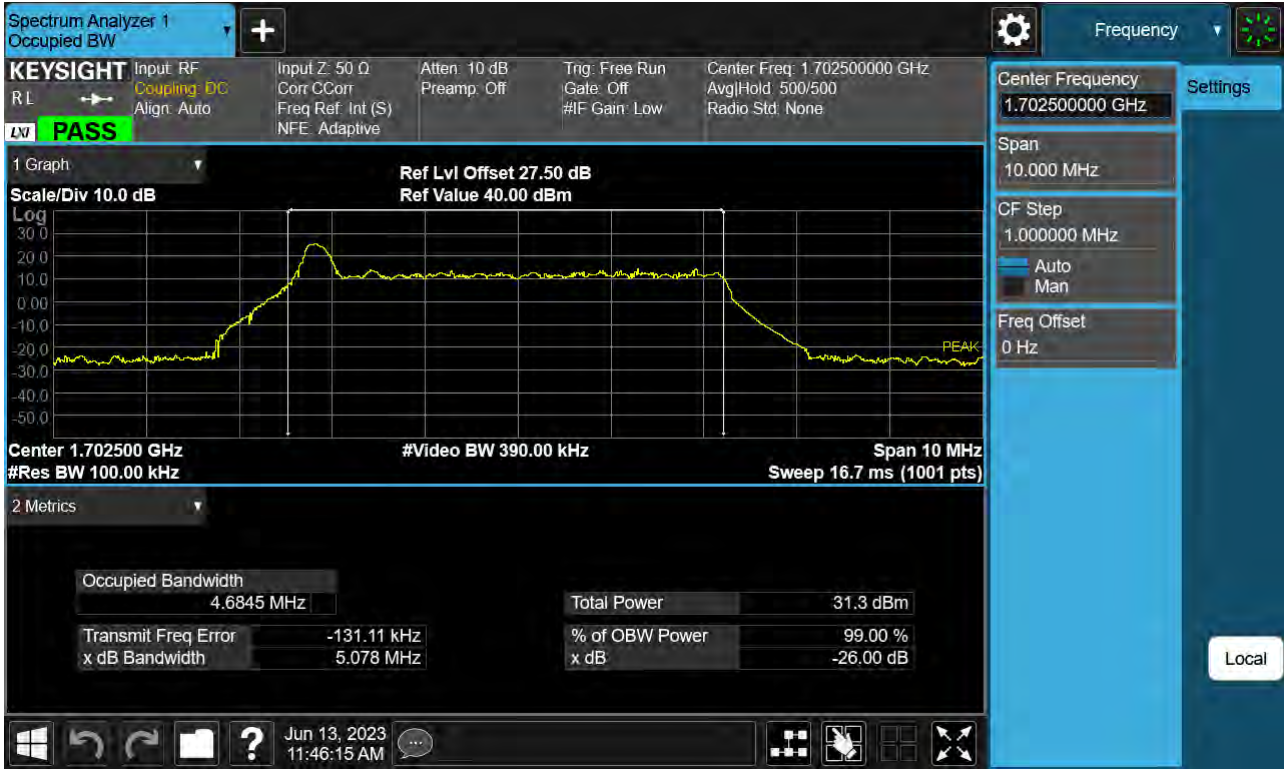 Spectrum Analyzer 1
Occupied BW
Frequency
KEYSIGHT
R L
LXI
PASS
Input: RF
Coupling: DC
Align: Auto
Input Z: 50 Ω
Corr CCorr
Freq Ref: Int (S)
NFE: Adaptive
Atten: 10 dB
Preamp: Off
Trig: Free Run
Gate: Off
#IF Gain: Low
Center Freq: 1.702500000 GHz
Avg|Hold: 500/500
Radio Std: None
Center Frequency
1.702500000 GHz
Settings
Span
10.000 MHz
CF Step
1.000000 MHz
Auto
Man
Freq Offset
0 Hz
1 Graph
Scale/Div 10.0 dB
Ref Lvl Offset 27.50 dB
Ref Value 40.00 dBm
Log
30.0
20.0
10.0
0.00
-10.0
-20.0
-30.0
-40.0
-50.0
PEAK
Center 1.702500 GHz
#Video BW 390.00 kHz
Span 10 MHz
#Res BW 100.00 kHz
Sweep 16.7 ms (1001 pts)
2 Metrics
Occupied Bandwidth
4.6845 MHz
Total Power 31.3 dBm
Transmit Freq Error -131.11 kHz
% of OBW Power 99.00 %
x dB Bandwidth 5.078 MHz
x dB -26.00 dB
Local
?
Jun 13, 2023
11:46:15 AM